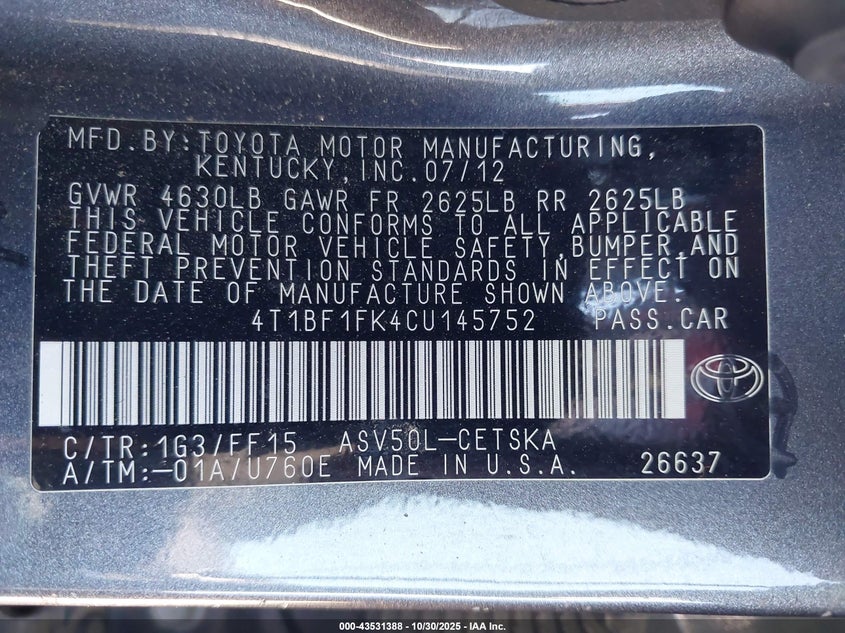 MFD.BY:TOYOTA MOTOR MANUFACTURING,
KENTUCKY,INC.07/12
GVWR 4630LB GAWR FR 2625LB RR 2625LB
THIS VEHICLE CONFORMS TO ALL APPLICABLE
FEDERAL MOTOR VEHICLE SAFETY,BUMPER,AND
THEFT PREVENTION STANDARDS IN EFFECT ON
THE DATE OF MANUFACTURE SHOWN ABOVE.
4T1BF1FK4CU145752 PASS.CAR
C/TR:1G3/FF15 ASV50L-CETSKA
A/TM:-01A/U760E MADE IN U.S.A. 26637
000-43531388 - 10/30/2025 - IAA Inc.